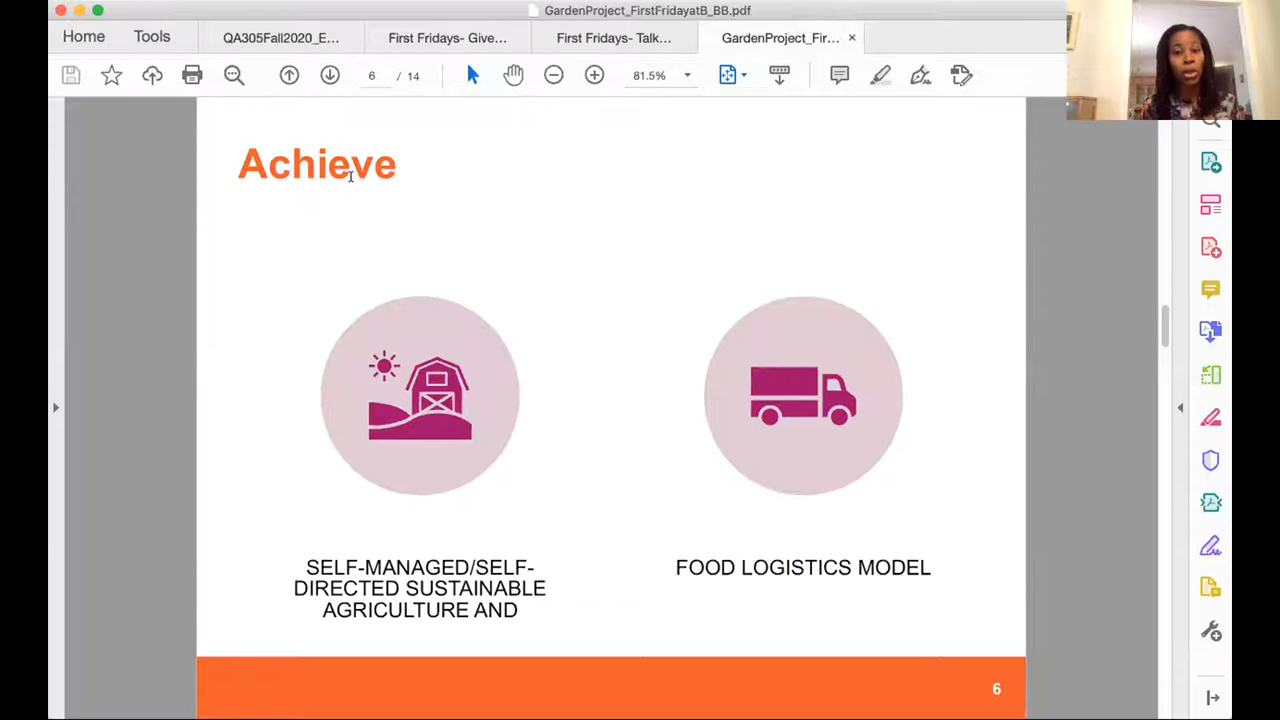 GardenProject_FirstFridayatB_BB.pdf
Home Tools QA305Fall2020_E... First Fridays- Give... First Fridays- Talk... GardenProject_Fir... ×
6 / 14 81.5%
Achieve
SELF-MANAGED/SELF-
DIRECTED SUSTAINABLE
AGRICULTURE AND
FOOD LOGISTICS MODEL
6